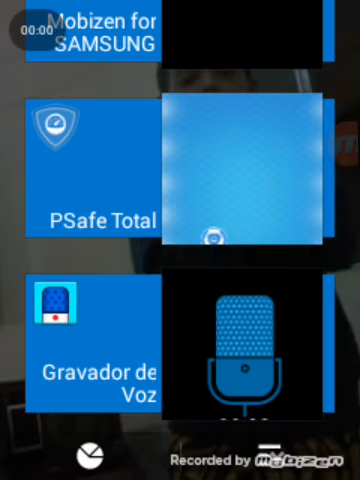 00:00
Mobizen for
SAMSUNG
PSafe Total
Gravador de
Voz
Recorded by mobizen